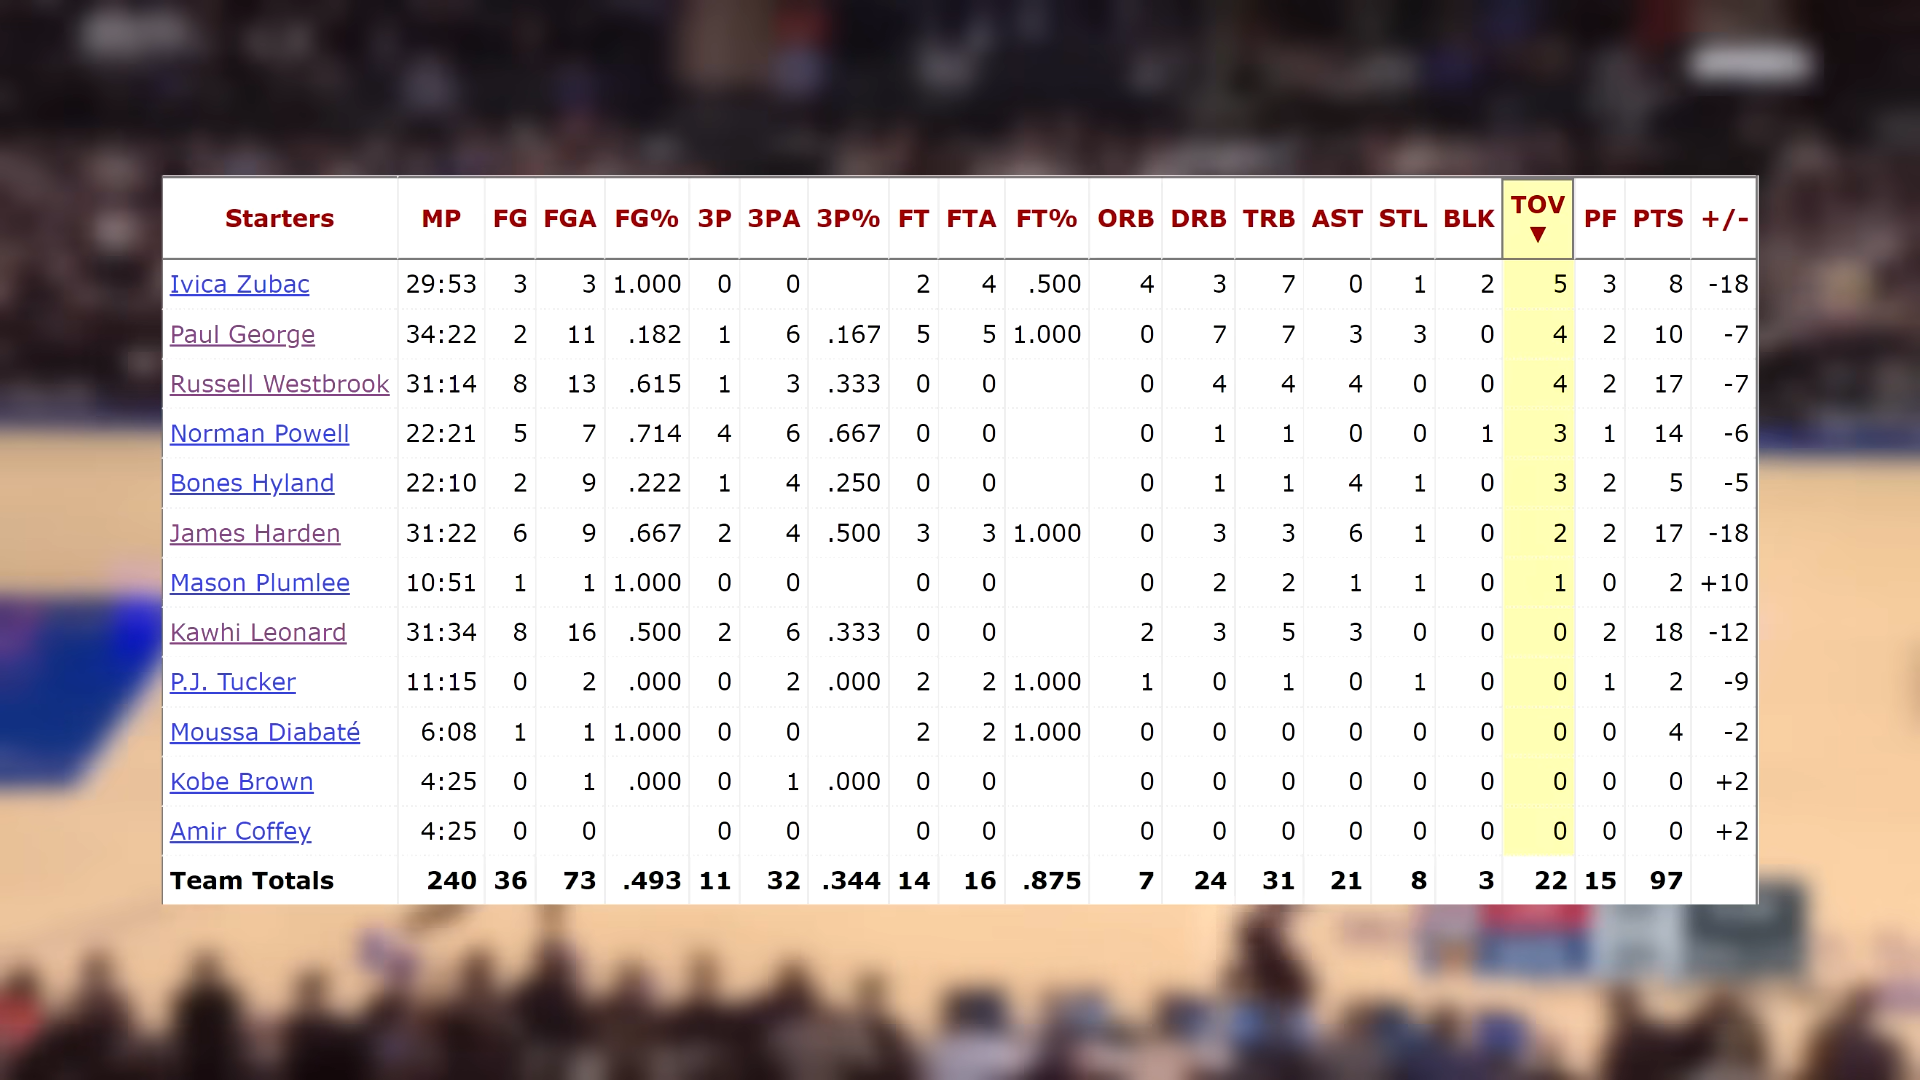 Starters MP FG FGA FG% 3P 3PA 3P% FT FTA FT% ORB DRB TRB AST STL BLK TOV ▼ PF PTS +/-
Ivica Zubac 29:53 3 3 1.000 0 0 2 4 .500 4 3 7 0 1 2 5 3 8 -18
Paul George 34:22 2 11 .182 1 6 .167 5 5 1.000 0 7 7 3 3 0 4 2 10 -7
Russell Westbrook 31:14 8 13 .615 1 3 .333 0 0 0 4 4 4 0 0 4 2 17 -7
Norman Powell 22:21 5 7 .714 4 6 .667 0 0 0 1 1 0 0 1 3 1 14 -6
Bones Hyland 22:10 2 9 .222 1 4 .250 0 0 0 1 1 4 1 0 3 2 5 -5
James Harden 31:22 6 9 .667 2 4 .500 3 3 1.000 0 3 3 6 1 0 2 2 17 -18
Mason Plumlee 10:51 1 1 1.000 0 0 0 0 0 2 2 1 1 0 1 0 2 +10
Kawhi Leonard 31:34 8 16 .500 2 6 .333 0 0 2 3 5 3 0 0 0 2 18 -12
P.J. Tucker 11:15 0 2 .000 0 2 .000 2 2 1.000 1 0 1 0 1 0 0 1 2 -9
Moussa Diabaté 6:08 1 1 1.000 0 0 2 2 1.000 0 0 0 0 0 0 0 0 4 -2
Kobe Brown 4:25 0 1 .000 0 1 .000 0 0 0 0 0 0 0 0 0 0 0 +2
Amir Coffey 4:25 0 0 0 0 0 0 0 0 0 0 0 0 0 0 0 +2
Team Totals 240 36 73 .493 11 32 .344 14 16 .875 7 24 31 21 8 3 22 15 97